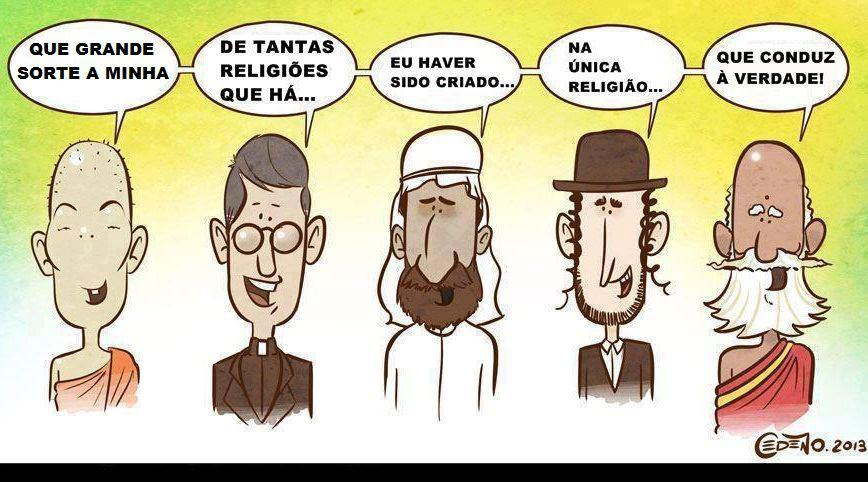 QUE GRANDE
SORTE A MINHA
DE TANTAS
RELIGIÕES
QUE HÁ...
EU HAVER
SIDO CRIADO...
NA
ÚNICA
RELIGIÃO...
QUE CONDUZ
À VERDADE!
CEDENO. 2013